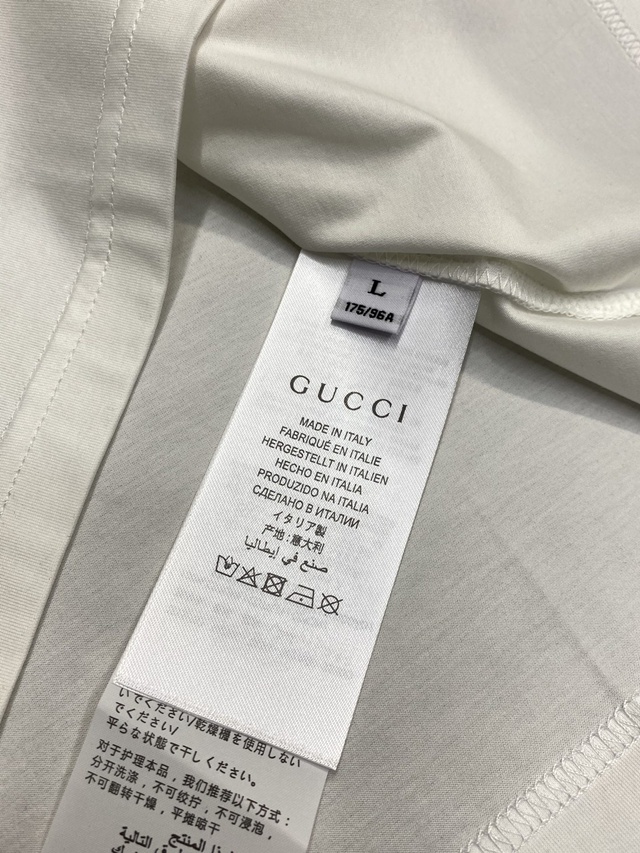 L
175/96A
GUCCI
MADE IN ITALY
FABRIQUÉ EN ITALIE
HERGESTELLT IN ITALIEN
HECHO EN ITALIA
PRODUZIDO NA ITALIA
СДЕЛАНО В ИТАЛИИ
イタリア製
产地:意大利
صنع في إيطاليا
いでください/乾燥機を使用しない
でください/
平らな状態で干しください。
对于护理本品，我们推荐以下方式:
分开洗涤，不可绞拧，不可浸泡，
不可翻转干燥，平摊晾干
هذا المنتج
في التالية